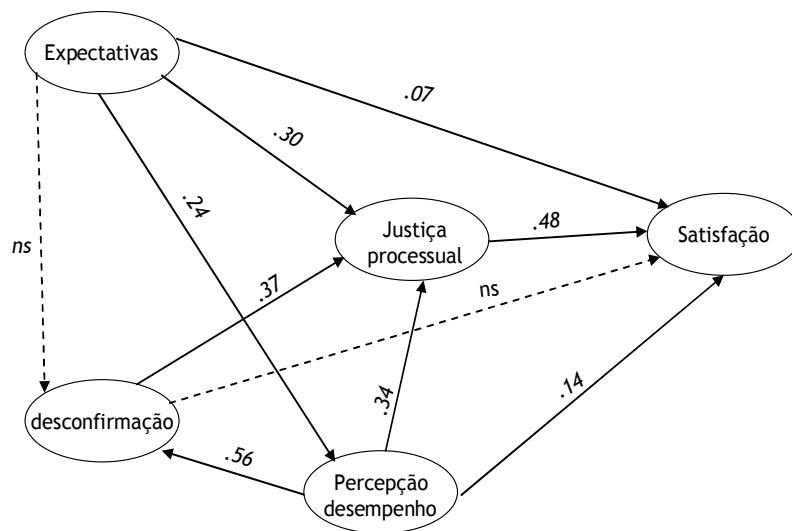 Expectativas
.07
.30
.24
Justiça
processual
.48
Satisfação
ns
.37
ns
desconfirmação
.34
.14
.56
Percepção
desempenho